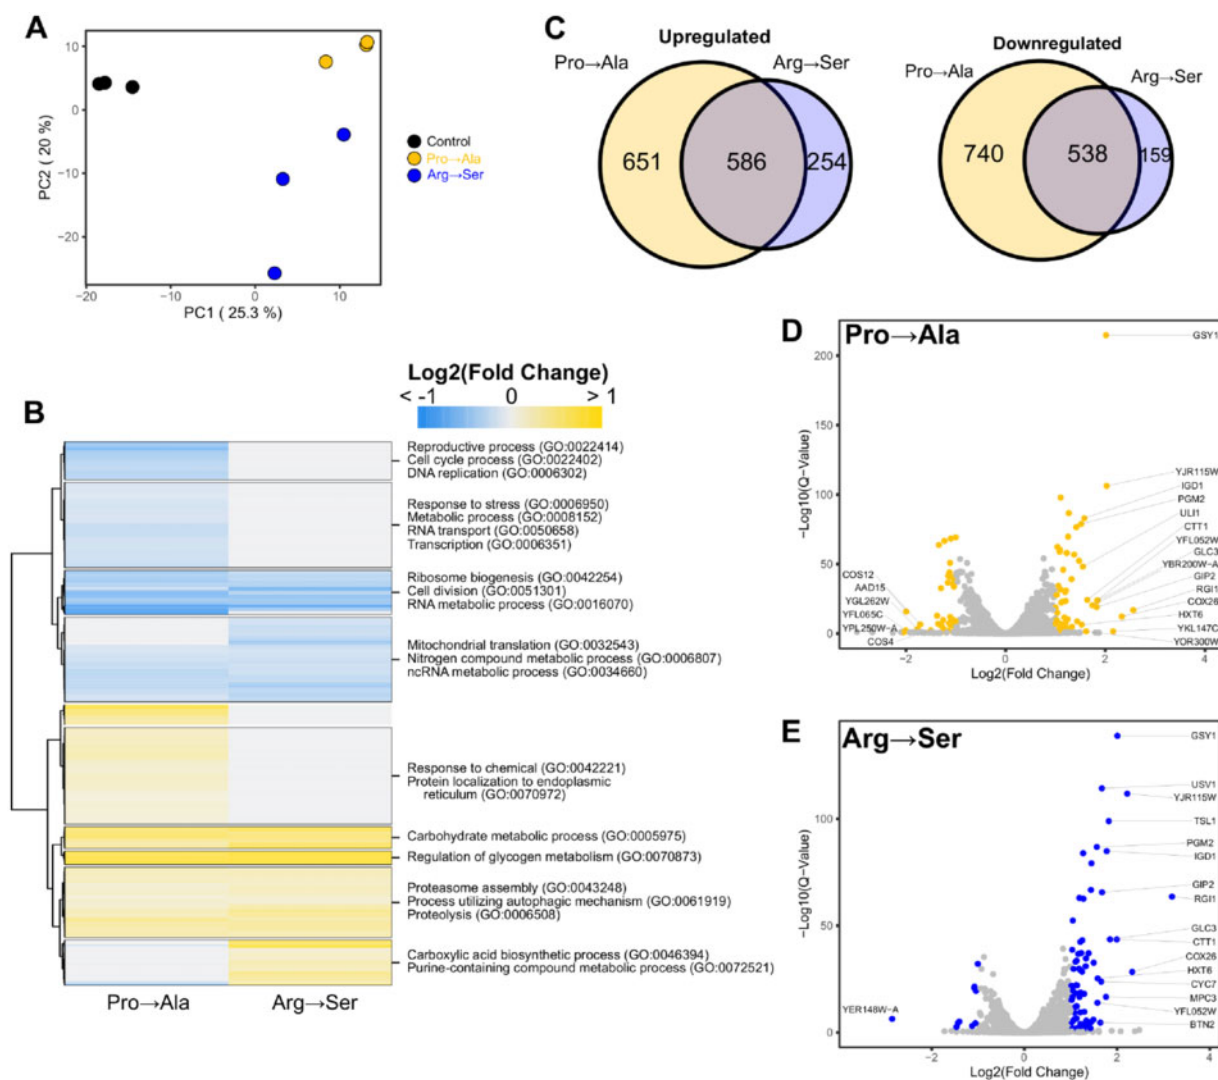 A
10
0
−10
−20
PC2 ( 20 %)
−20
−10
0
10
PC1 ( 25.3 %)
Control
Pro→Ala
Arg→Ser
C
Upregulated
Pro→Ala
Arg→Ser
651
586
254
Downregulated
Pro→Ala
Arg→Ser
740
538
159
B
Log2(Fold Change)
< -1
0
> 1
Reproductive process (GO:0022414)
Cell cycle process (GO:0022402)
DNA replication (GO:0006302)
Response to stress (GO:0006950)
Metabolic process (GO:0008152)
RNA transport (GO:0050658)
Transcription (GO:0006351)
Ribosome biogenesis (GO:0042254)
Cell division (GO:0051301)
RNA metabolic process (GO:0016070)
Mitochondrial translation (GO:0032543)
Nitrogen compound metabolic process (GO:0006807)
ncRNA metabolic process (GO:0034660)
Response to chemical (GO:0042221)
Protein localization to endoplasmic
reticulum (GO:0070972)
Carbohydrate metabolic process (GO:0005975)
Regulation of glycogen metabolism (GO:0070873)
Proteasome assembly (GO:0043248)
Process utilizing autophagic mechanism (GO:0061919)
Proteolysis (GO:0006508)
Carboxylic acid biosynthetic process (GO:0046394)
Purine-containing compound metabolic process (GO:0072521)
Pro→Ala
Arg→Ser
D
Pro→Ala
−Log10(Q−Value)
200
150
100
50
0
GSY1
YJR115W
IGD1
PGM2
ULI1
CTT1
YFL052W
GLC3
YBR200W−A
GIP2
RGI1
COX26
HXT6
YKL147C
YOR300W
COS12
AAD15
YGL262W
YFL065C
YPL250W−A
COS4
−2
0
2
4
Log2(Fold Change)
E
Arg→Ser
−Log10(Q−Value)
100
50
0
GSY1
USV1
YJR115W
TSL1
PGM2
IGD1
GIP2
RGI1
GLC3
CTT1
COX26
HXT6
CYC7
MPC3
YFL052W
BTN2
YER148W−A
−2
0
2
4
Log2(Fold Change)